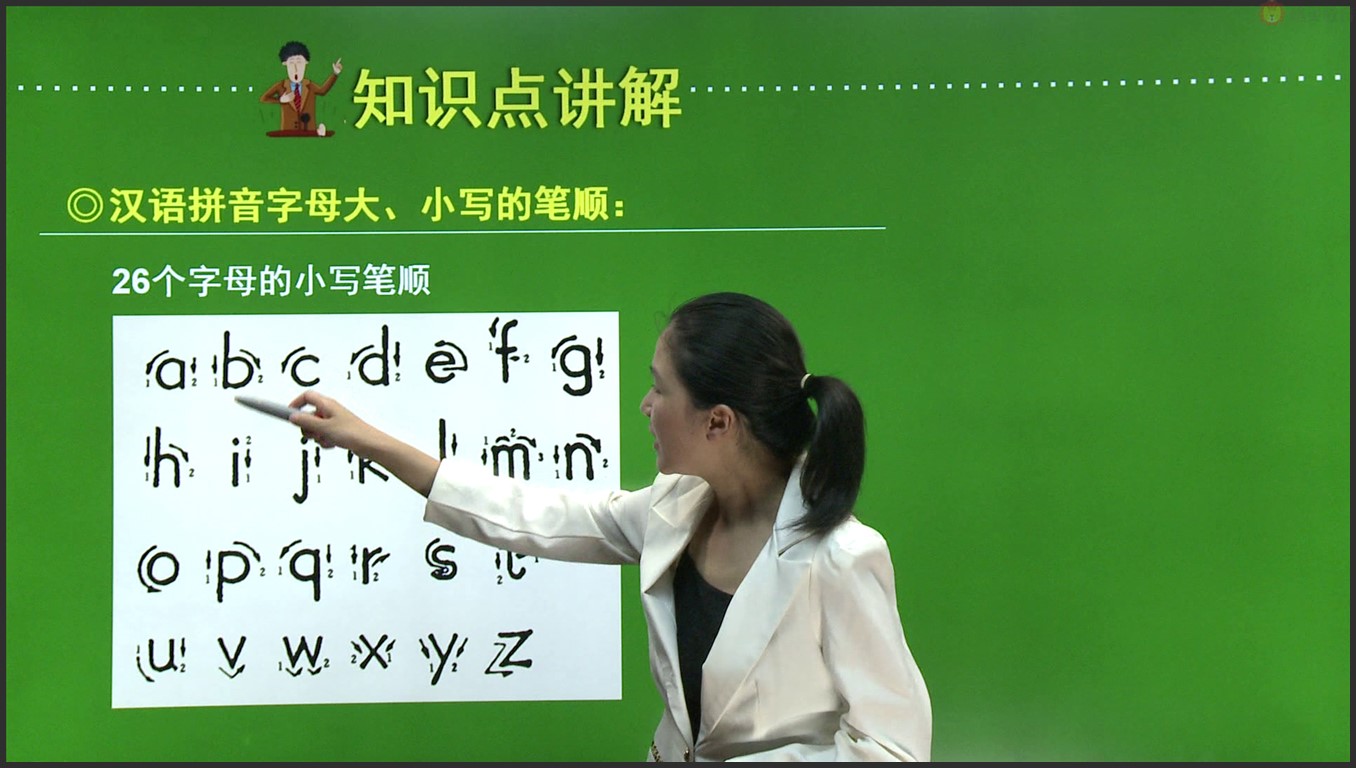 知识点讲解
◎汉语拼音字母大、小写的笔顺：
26个字母的小写笔顺
a b c d e f g
h i j k l m n
o p q r s t
u v w x y z